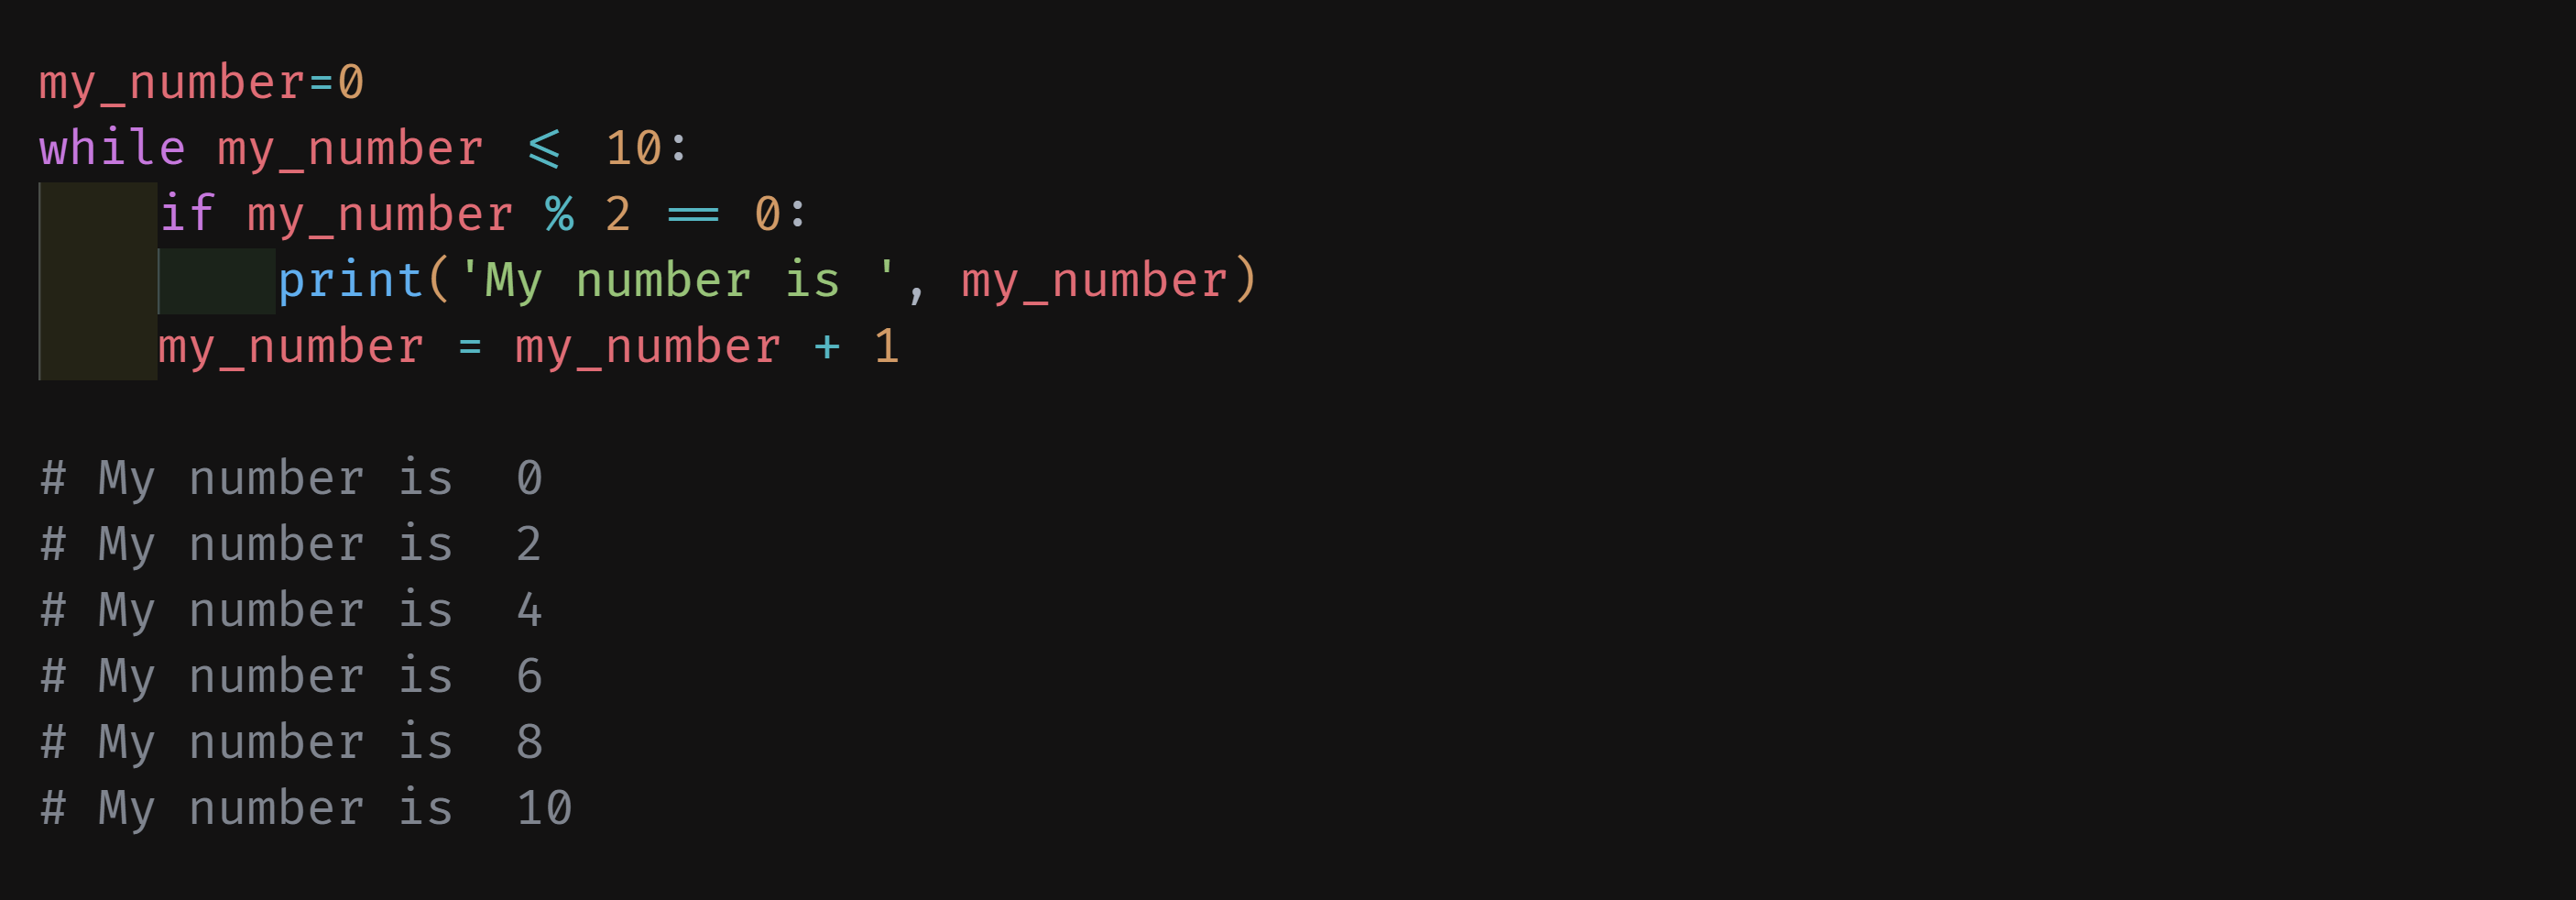 my_number=0
while my_number <= 10:
    if my_number % 2 == 0:
        print('My number is ', my_number)
    my_number = my_number + 1

# My number is  0
# My number is  2
# My number is  4
# My number is  6
# My number is  8
# My number is  10